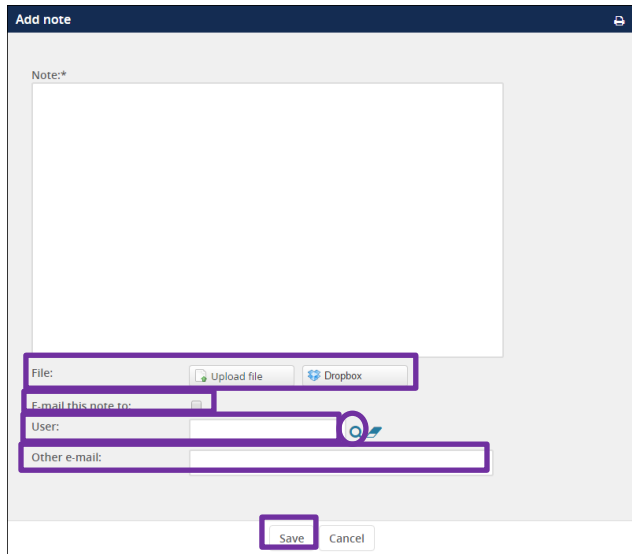 Add note
Note:*
File:
Upload file Dropbox
E-mail this note to:
User:
Other e-mail:
Save Cancel